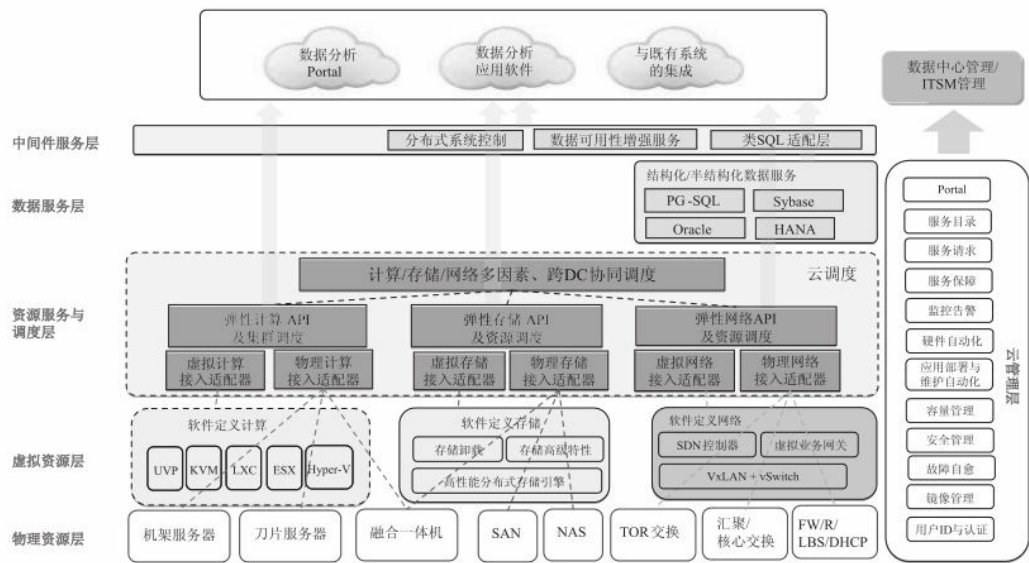 数据分析
Portal
数据分析
应用软件
与既有系统
的集成
数据中心管理/
ITSM管理
中间件服务层
分布式系统控制
数据可用性增强服务
类SQL 适配层
数据服务层
结构化/半结构化数据服务
PG-SQL
Sybase
Oracle
HANA
资源服务与
调度层
计算/存储/网络多因素、跨DC协同调度
云调度
弹性计算 API
及集群调度
弹性存储 API
及资源调度
弹性网络API
及资源调度
虚拟计算
接入适配器
物理计算
接入适配器
虚拟存储
接入适配器
物理存储
接入适配器
虚拟网络
接入适配器
物理网络
接入适配器
虚拟资源层
软件定义计算
UVP
KVM
LXC
ESX
Hyper-V
软件定义存储
存储卸载
存储高级特性
高性能分布式存储引擎
软件定义网络
SDN控制器
虚拟业务网关
VxLAN + vSwitch
物理资源层
机架服务器
刀片服务器
融合一体机
SAN
NAS
TOR交换
汇聚/
核心交换
FW/R/
LBS/DHCP
Portal
服务目录
服务请求
服务保障
监控告警
硬件自动化
应用部署与
维护自动化
容量管理
安全管理
故障自愈
镜像管理
用户ID与认证
云管理层